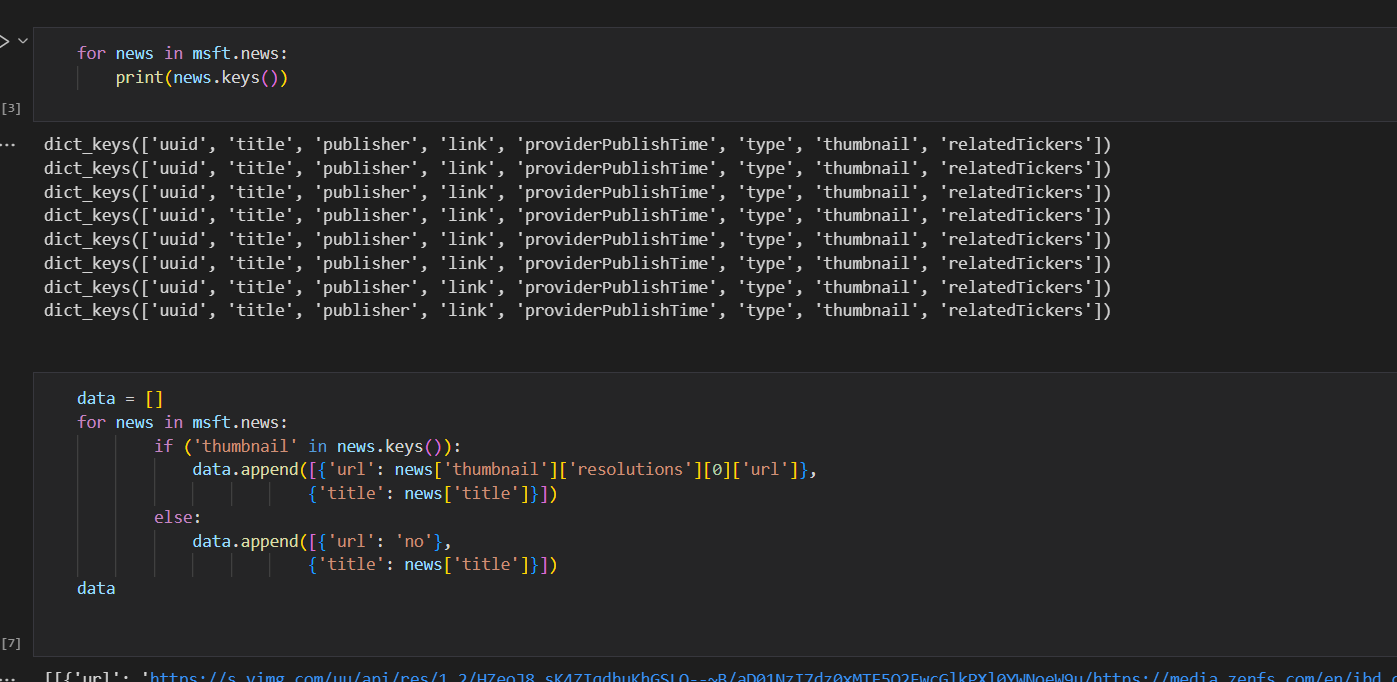 for news in msft.news:
    print(news.keys())
[3]
... dict_keys(['uuid', 'title', 'publisher', 'link', 'providerPublishTime', 'type', 'thumbnail', 'relatedTickers'])
dict_keys(['uuid', 'title', 'publisher', 'link', 'providerPublishTime', 'type', 'thumbnail', 'relatedTickers'])
dict_keys(['uuid', 'title', 'publisher', 'link', 'providerPublishTime', 'type', 'thumbnail', 'relatedTickers'])
dict_keys(['uuid', 'title', 'publisher', 'link', 'providerPublishTime', 'type', 'thumbnail', 'relatedTickers'])
dict_keys(['uuid', 'title', 'publisher', 'link', 'providerPublishTime', 'type', 'thumbnail', 'relatedTickers'])
dict_keys(['uuid', 'title', 'publisher', 'link', 'providerPublishTime', 'type', 'thumbnail', 'relatedTickers'])
dict_keys(['uuid', 'title', 'publisher', 'link', 'providerPublishTime', 'type', 'thumbnail', 'relatedTickers'])
dict_keys(['uuid', 'title', 'publisher', 'link', 'providerPublishTime', 'type', 'thumbnail', 'relatedTickers'])
data = []
for news in msft.news:
        if ('thumbnail' in news.keys()):
            data.append([{'url': news['thumbnail']['resolutions'][0]['url']},
                        {'title': news['title']}])
        else:
            data.append([{'url': 'no'},
                        {'title': news['title']}])
data
[7]
... [[{'url':